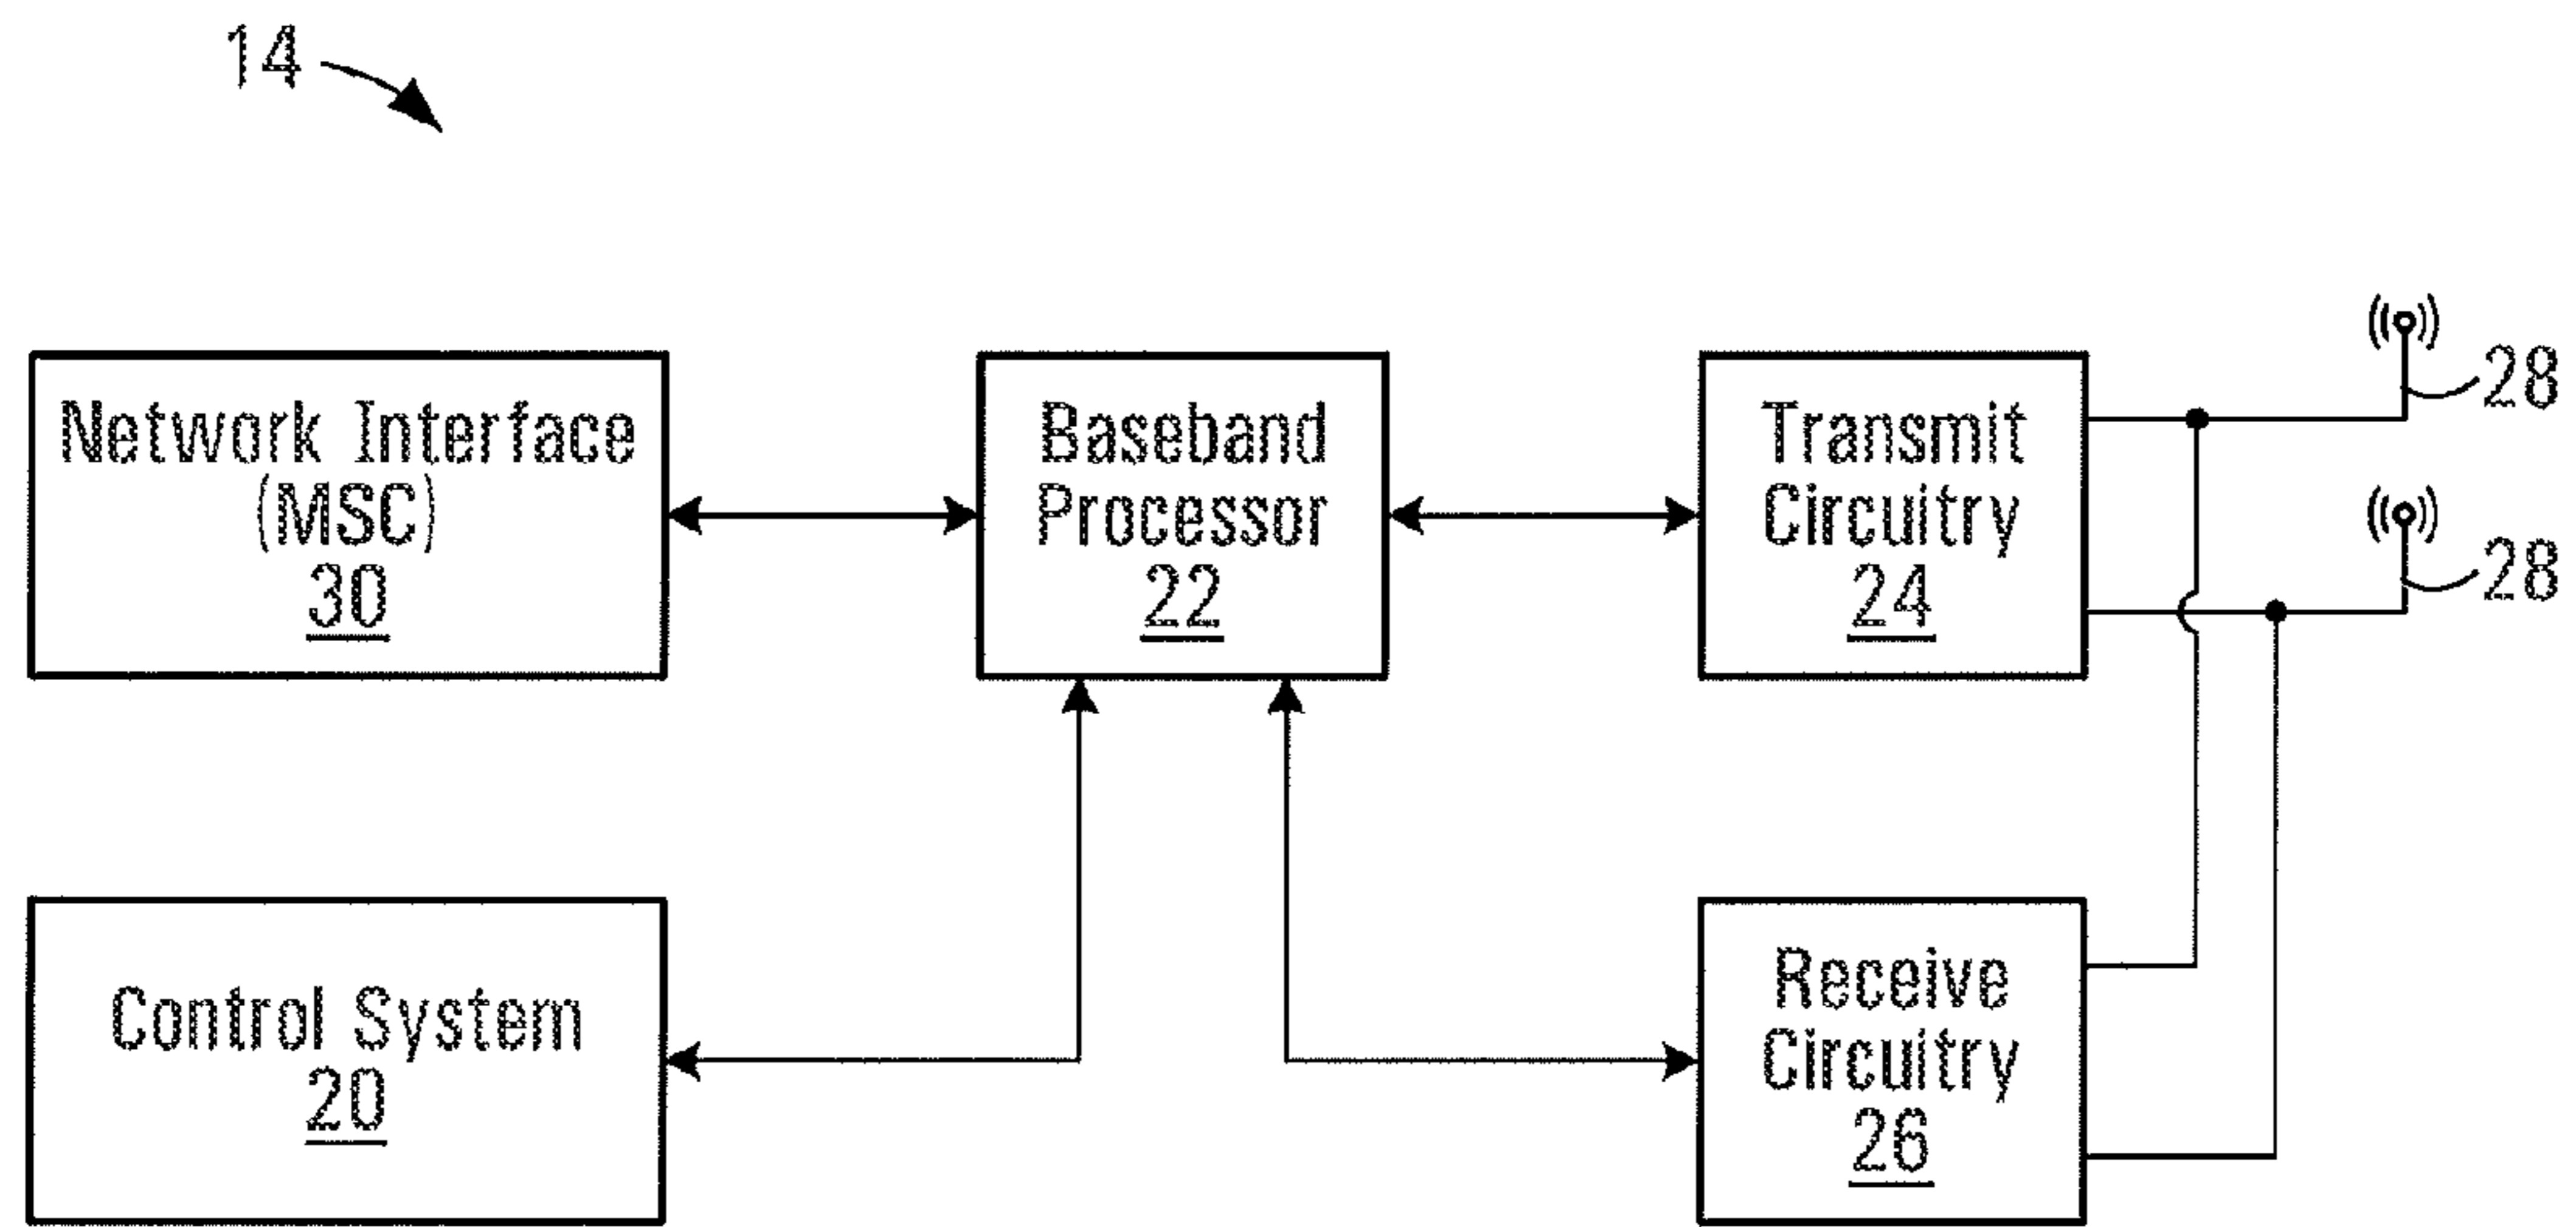 14
Network Interface
(MSC)
30
Baseband
Processor
22
Transmit
Circuitry
24
28
28
Control System
20
Receive
Circuitry
26